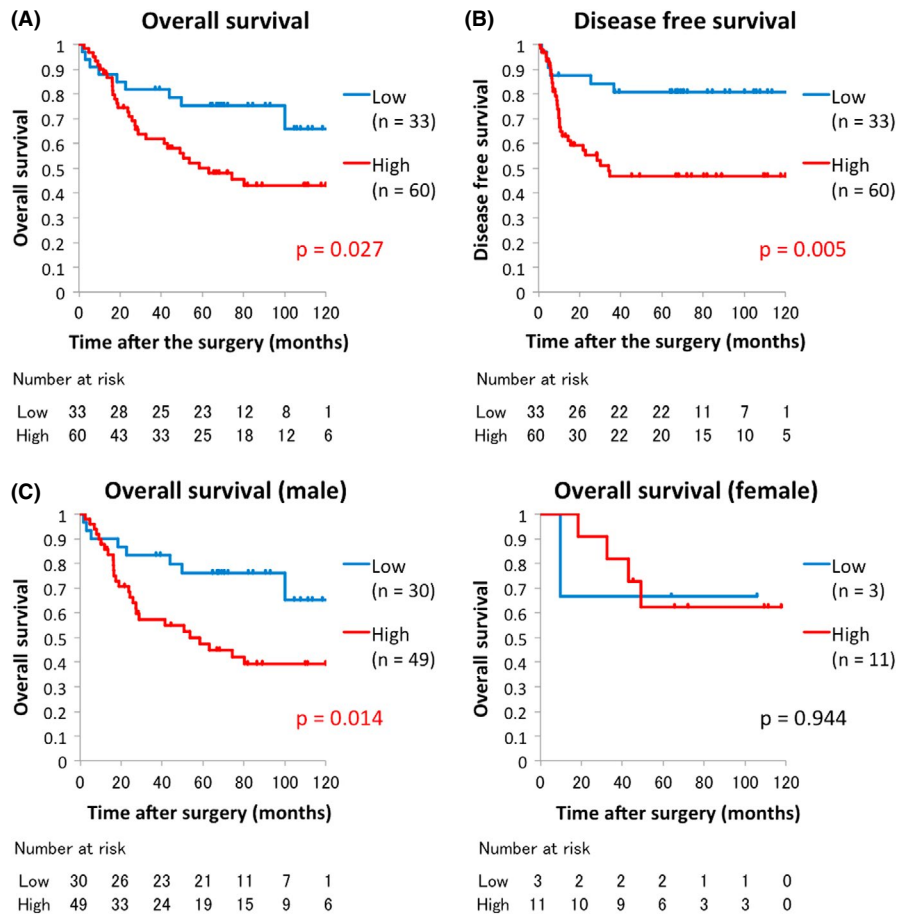 (A) Overall survival
1
0.9
0.8
0.7
0.6
0.5
0.4
0.3
0.2
0.1
0
Overall survival
Low
(n = 33)
High
(n = 60)
p = 0.027
0 20 40 60 80 100 120
Time after the surgery (months)
Number at risk
Low 33 28 25 23 12 8 1
High 60 43 33 25 18 12 6
(B) Disease free survival
1
0.9
0.8
0.7
0.6
0.5
0.4
0.3
0.2
0.1
0
Disease free survival
Low
(n = 33)
High
(n = 60)
p = 0.005
0 20 40 60 80 100 120
Time after the surgery (months)
Number at risk
Low 33 26 22 22 11 7 1
High 60 30 22 20 15 10 5
(C) Overall survival (male)
1
0.9
0.8
0.7
0.6
0.5
0.4
0.3
0.2
0.1
0
Overall survival
Low
(n = 30)
High
(n = 49)
p = 0.014
0 20 40 60 80 100 120
Time after surgery (months)
Number at risk
Low 30 26 23 21 11 7 1
High 49 33 24 19 15 9 6
Overall survival (female)
1
0.9
0.8
0.7
0.6
0.5
0.4
0.3
0.2
0.1
0
Overall survival
Low
(n = 3)
High
(n = 11)
p = 0.944
0 20 40 60 80 100 120
Time after surgery (months)
Number at risk
Low 3 2 2 2 1 1 0
High 11 10 9 6 3 3 0